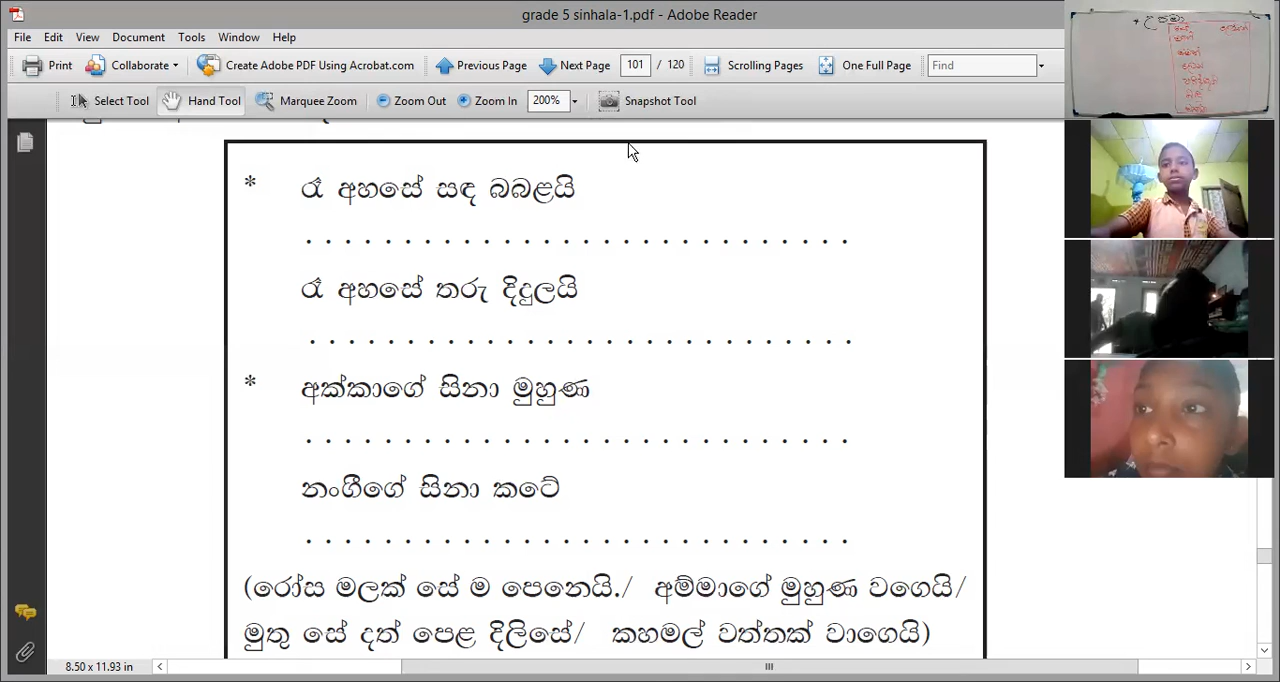 grade 5 sinhala-1.pdf - Adobe Reader
File Edit View Document Tools Window Help
Print Collaborate Create Adobe PDF Using Acrobat.com Previous Page Next Page 101 / 120 Scrolling Pages One Full Page Find
Select Tool Hand Tool Marquee Zoom Zoom Out Zoom In 200% Snapshot Tool
* රෑ අහසේ සඳ බබළයි
. . . . . . . . . . . . . . . . . . . . . . . . . . . .
රෑ අහසේ තරු දිදුලයි
. . . . . . . . . . . . . . . . . . . . . . . . . . . .
* අක්කාගේ සිනා මුහුණ
. . . . . . . . . . . . . . . . . . . . . . . . . . . .
නංගීගේ සිනා කටේ
. . . . . . . . . . . . . . . . . . . . . . . . . . . .
(රෝස මලක් සේ ම පෙනෙයි./ අම්මාගේ මුහුණ වගෙයි/
මුතු සේ දත් පෙළ දිලිසේ/ කහමල් වත්තක් වාගෙයි)
8.50 x 11.93 in